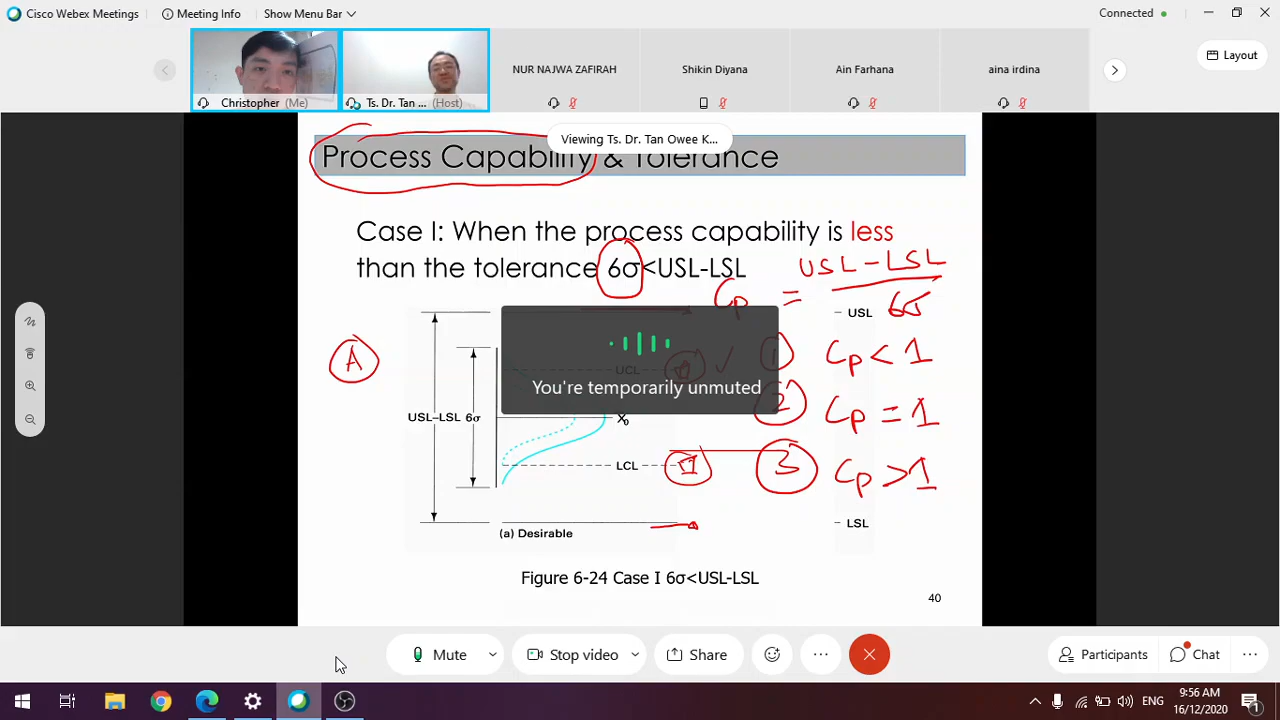 Cisco Webex Meetings
Meeting Info
Show Menu Bar
Connected
Christopher (Me)
Ts. Dr. Tan ... (Host)
NUR NAJWA ZAFIRAH
Shikin Diyana
Ain Farhana
aina irdina
Layout
Viewing Ts. Dr. Tan Owee K...
Process Capability & Tolerance
Case I: When the process capability is less
than the tolerance 6σ<USL-LSL
Cp = USL-LSL
6σ
USL
A
UCL
① Cp < 1
You're temporarily unmuted
② Cp = 1
USL–LSL 6σ
X₀
LCL
③ Cp > 1
LSL
(a) Desirable
Figure 6-24 Case I 6σ<USL-LSL
40
Mute
Stop video
Share
...
Participants
Chat
...
ENG
9:56 AM
16/12/2020
1